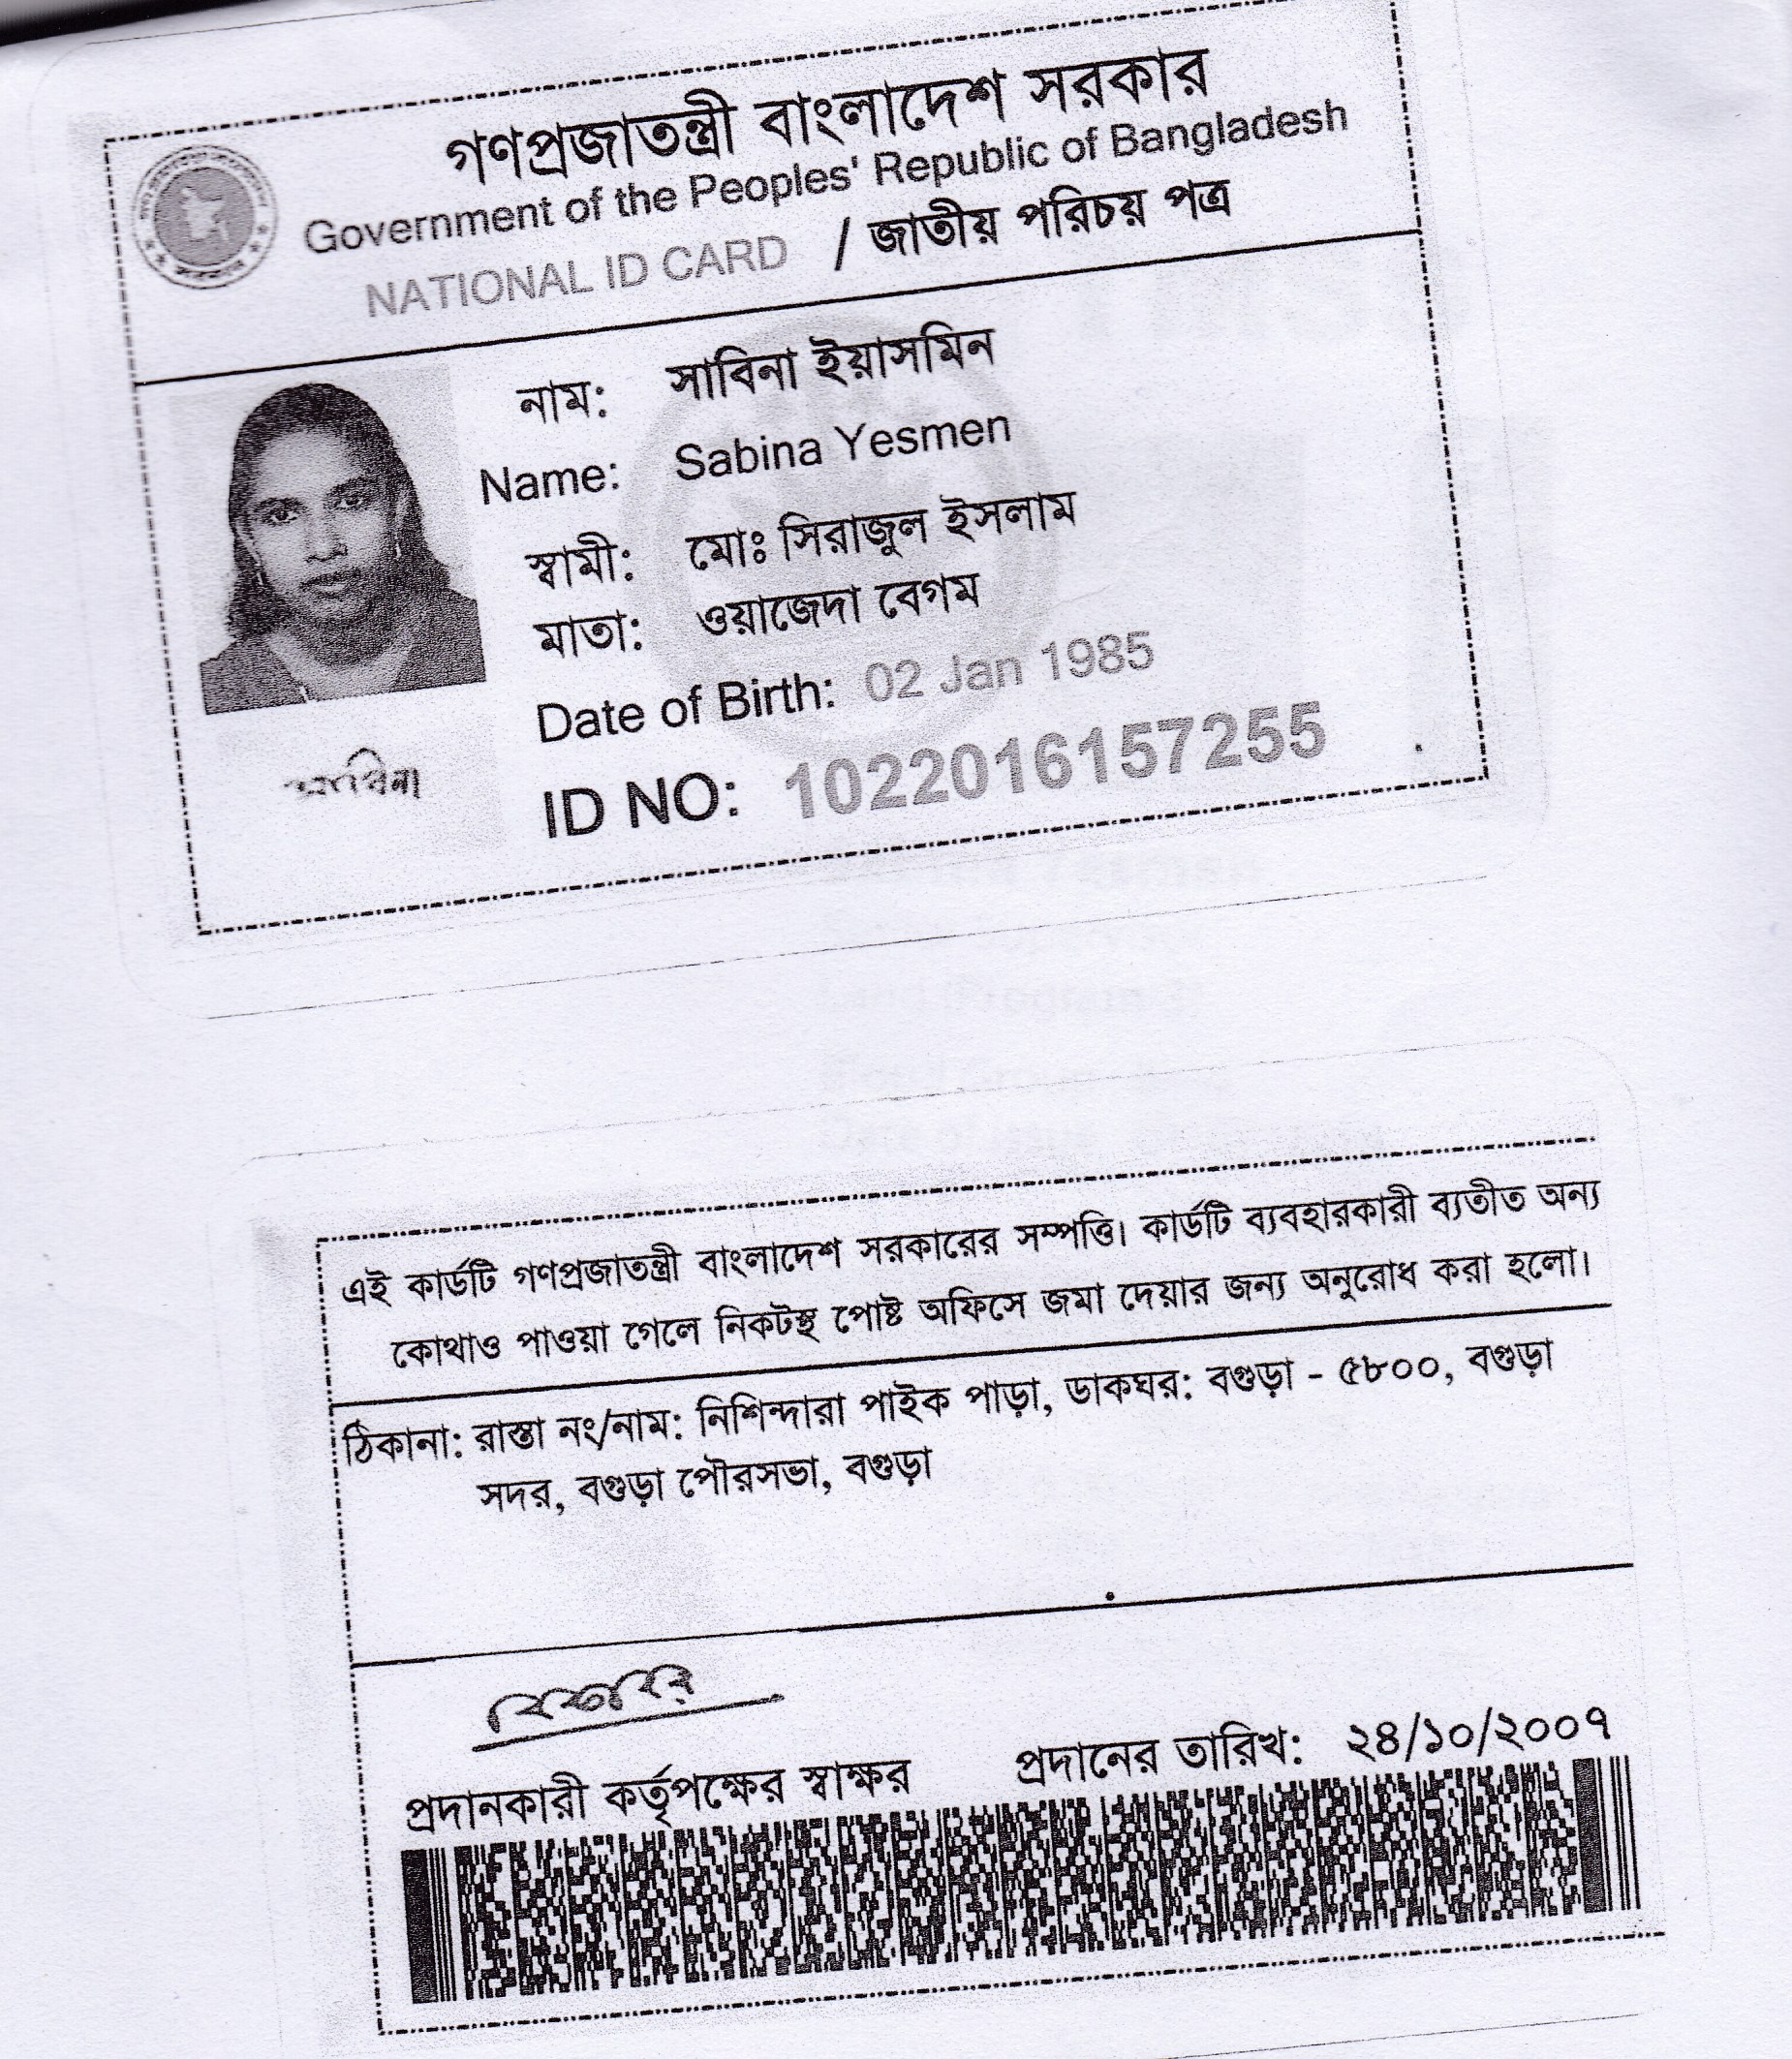 গণপ্রজাতন্ত্রী বাংলাদেশ সরকার
Government of the Peoples' Republic of Bangladesh
NATIONAL ID CARD / জাতীয় পরিচয় পত্র
নাম: সাবিনা ইয়াসমিন
Name: Sabina Yesmen
স্বামী: মোঃ সিরাজুল ইসলাম
মাতা: ওয়াজেদা বেগম
Date of Birth: 02 Jan 1985
সাবিনা
ID NO: 1022016157255
এই কার্ডটি গণপ্রজাতন্ত্রী বাংলাদেশ সরকারের সম্পত্তি। কার্ডটি ব্যবহারকারী ব্যতীত অন্য
কোথাও পাওয়া গেলে নিকটস্থ পোষ্ট অফিসে জমা দেয়ার জন্য অনুরোধ করা হলো।
ঠিকানা: রাস্তা নং/নাম: নিশিন্দারা পাইক পাড়া, ডাকঘর: বগুড়া - ৫৮০০, বগুড়া
সদর, বগুড়া পৌরসভা, বগুড়া
প্রদানকারী কর্তৃপক্ষের স্বাক্ষর প্রদানের তারিখ: ২৪/১০/২০০৭